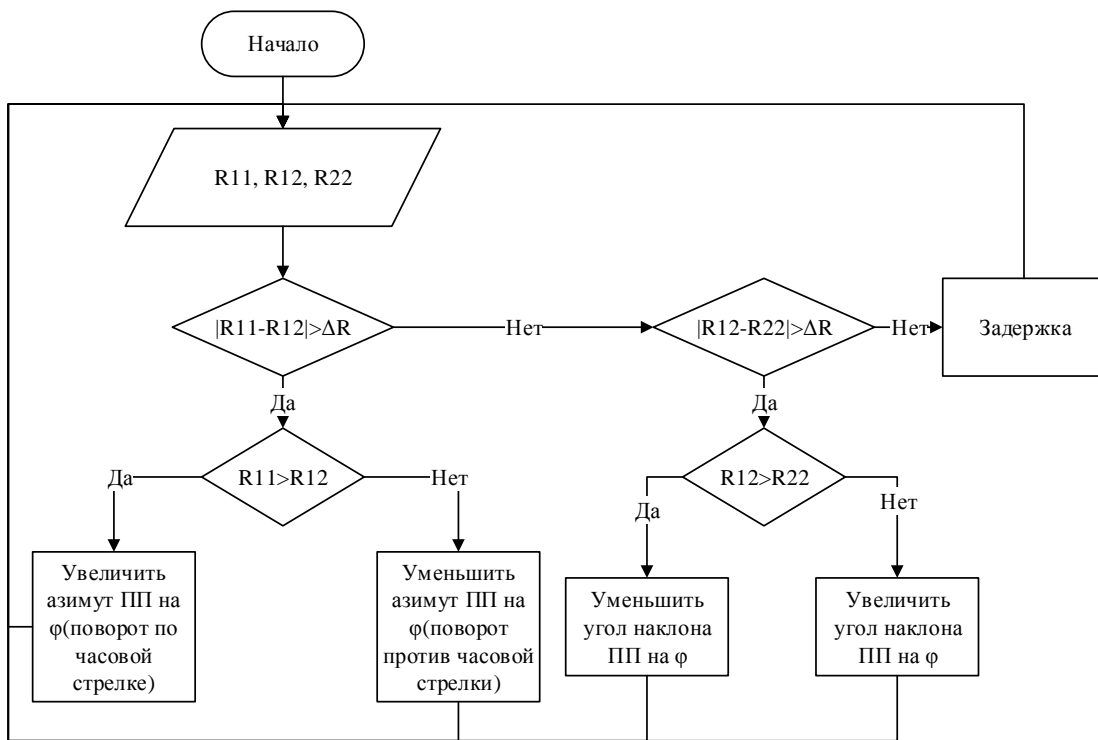 Начало
R11, R12, R22
|R11-R12|>ΔR
Нет
|R12-R22|>ΔR
Нет
Задержка
Да
Да
R11>R12
R12>R22
Да
Нет
Да
Нет
Увеличить
азимут ПП на
φ(поворот по
часовой
стрелке)
Уменьшить
азимут ПП на
φ(поворот
против часовой
стрелки)
Уменьшить
угол наклона
ПП на φ
Увеличить
угол наклона
ПП на φ